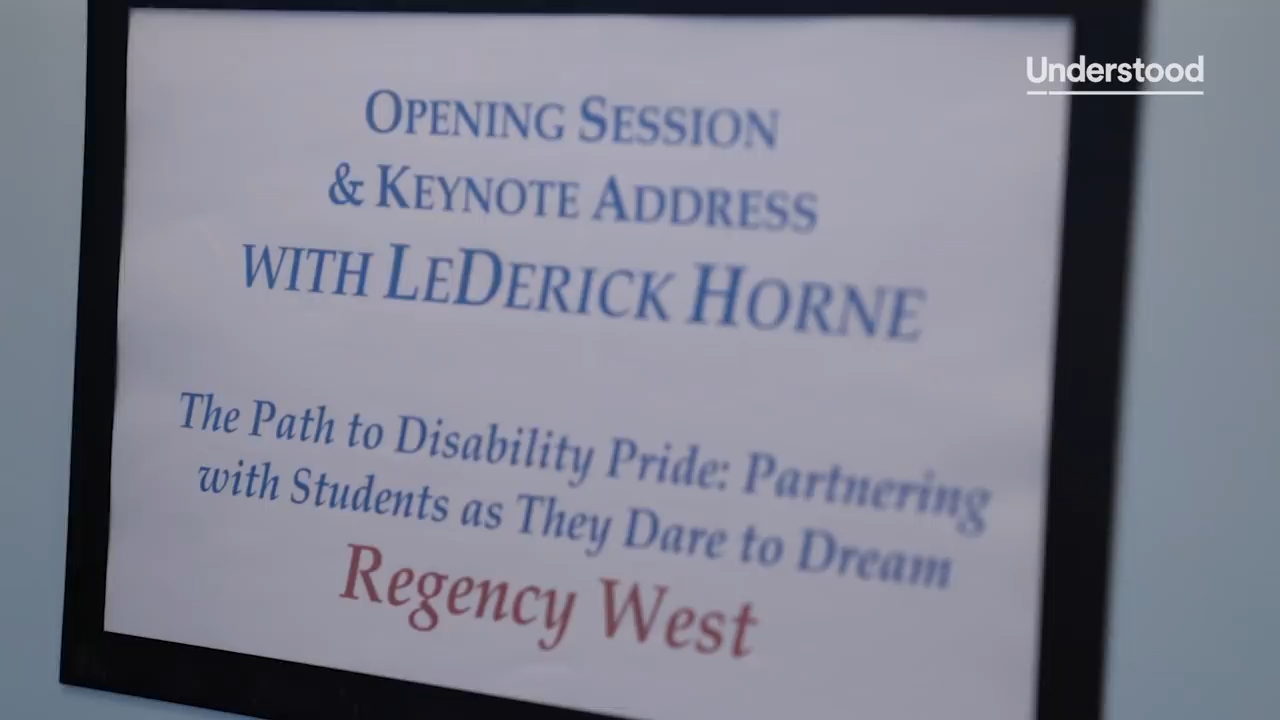 Understood
OPENING SESSION
& KEYNOTE ADDRESS
WITH LEDERICK HORNE
The Path to Disability Pride: Partnering
with Students as They Dare to Dream
Regency West